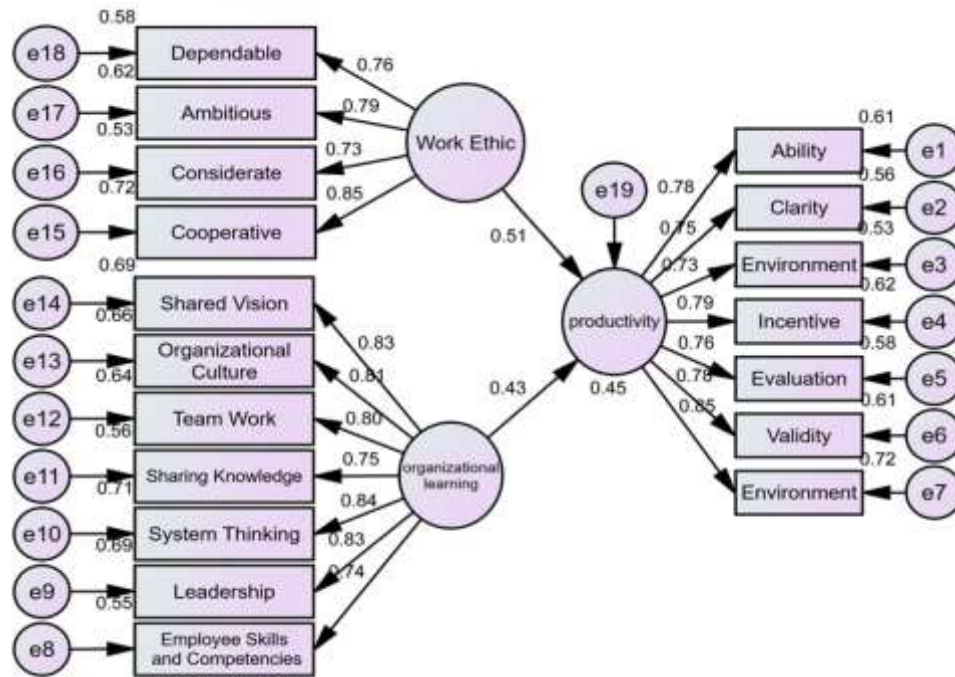 0.58
e18
Dependable
0.62
0.76
e17
Ambitious
0.53
0.79
Work Ethic
e16
Considerate
0.72
0.73
e15
Cooperative
0.85
0.69
0.51
e14
Shared Vision
0.66
0.83
e13
Organizational
Culture
0.64
0.81
e12
Team Work
0.56
0.80
e11
Sharing Knowledge
0.71
0.75
organizational
learning
0.43
e10
System Thinking
0.69
0.84
e9
Leadership
0.55
0.83
e8
Employee Skills
and Competencies
0.74
e19
productivity
0.45
0.61
Ability
e1
0.78
0.56
Clarity
e2
0.75
0.53
Environment
e3
0.73
0.62
Incentive
e4
0.79
0.58
Evaluation
e5
0.76
0.61
Validity
e6
0.78
0.72
Environment
e7
0.85